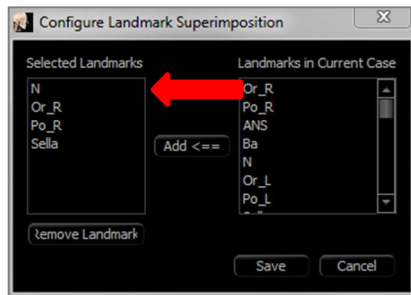 Configure Landmark Superimposition
Selected Landmarks
N
Or_R
Po_R
Sella
Remove Landmark
Add <==
Landmarks in Current Case
Or_R
Po_R
ANS
Ba
N
Or_L
Po_L
Save
Cancel